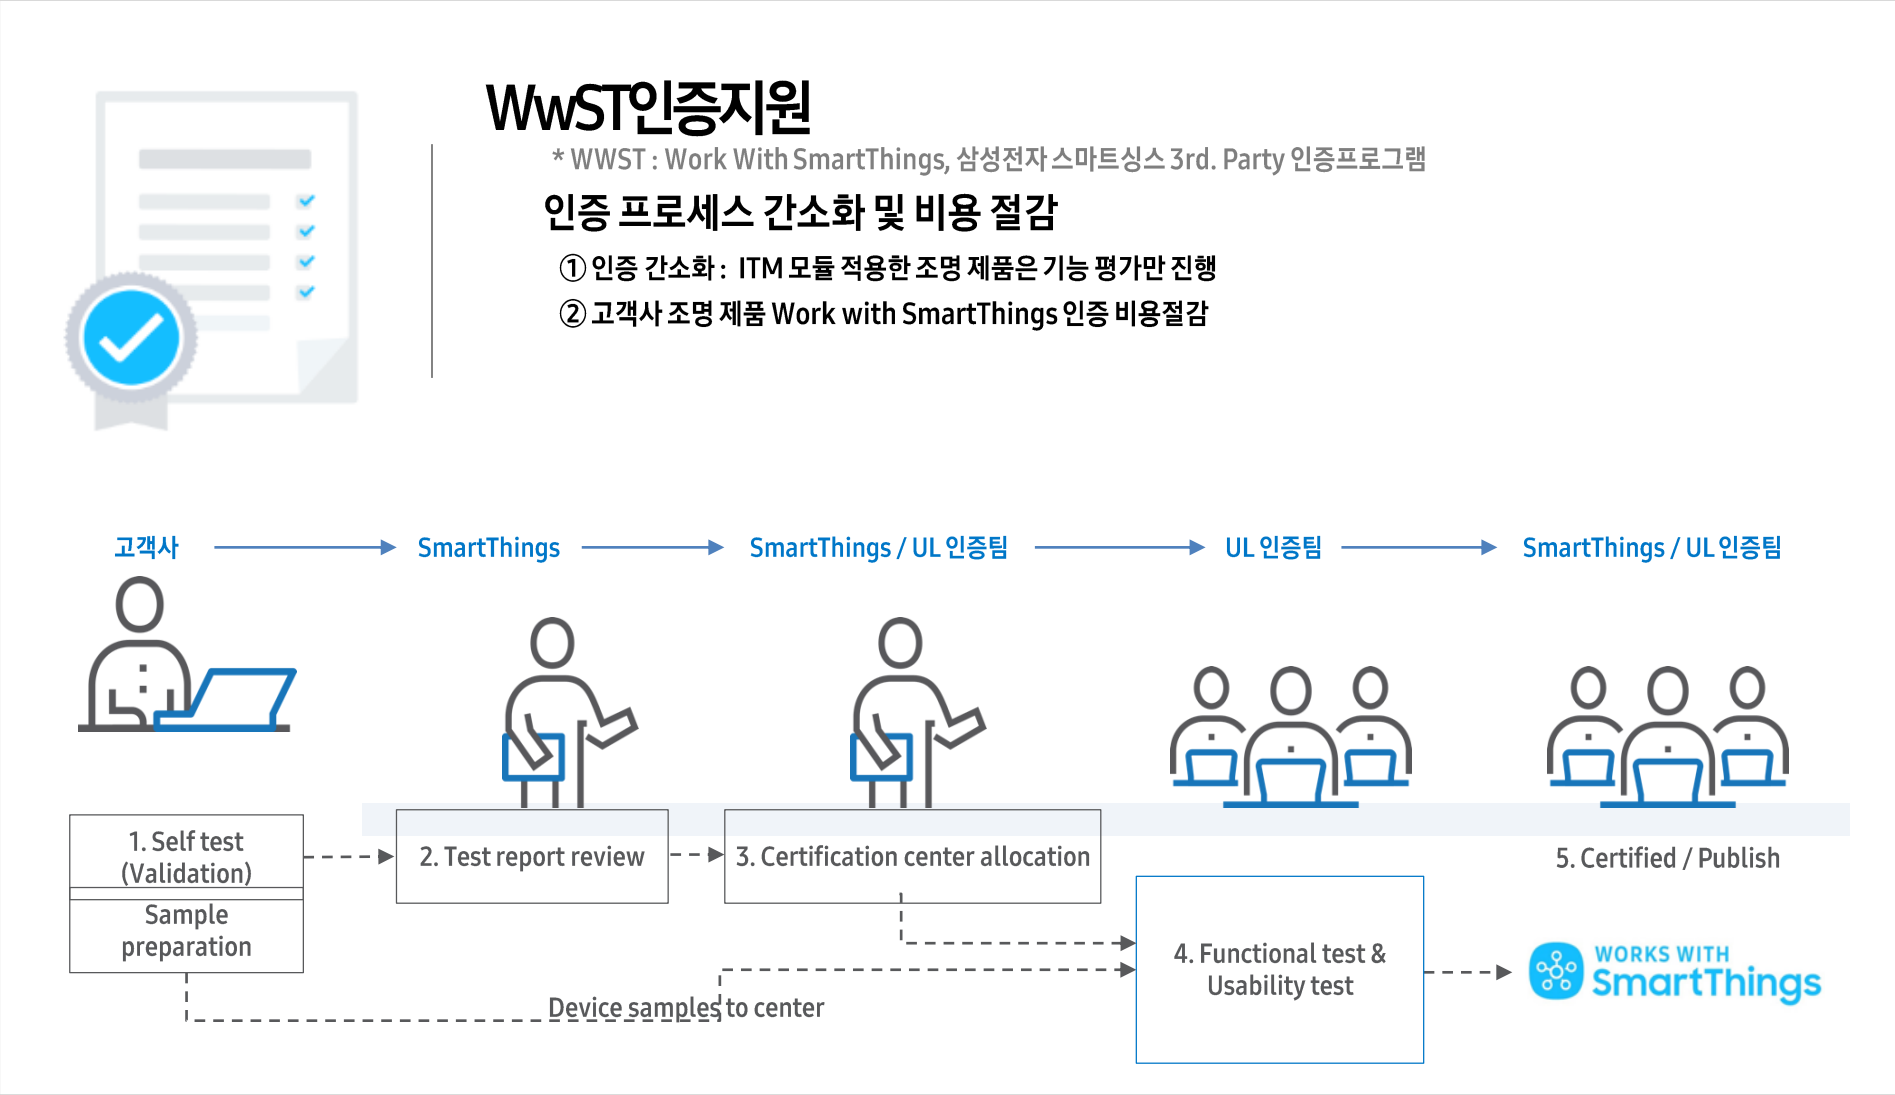 WwST인증지원
* WWST : Work With SmartThings, 삼성전자 스마트싱스 3rd. Party 인증프로그램
인증 프로세스 간소화 및 비용 절감
① 인증 간소화 : ITM 모듈 적용한 조명 제품은 기능 평가만 진행
② 고객사 조명 제품 Work with SmartThings 인증 비용절감
고객사
SmartThings
SmartThings / UL 인증팀
UL 인증팀
SmartThings / UL 인증팀
1. Self test
(Validation)
Sample
preparation
2. Test report review
3. Certification center allocation
4. Functional test &
Usability test
5. Certified / Publish
Device samples to center
WORKS WITH
SmartThings